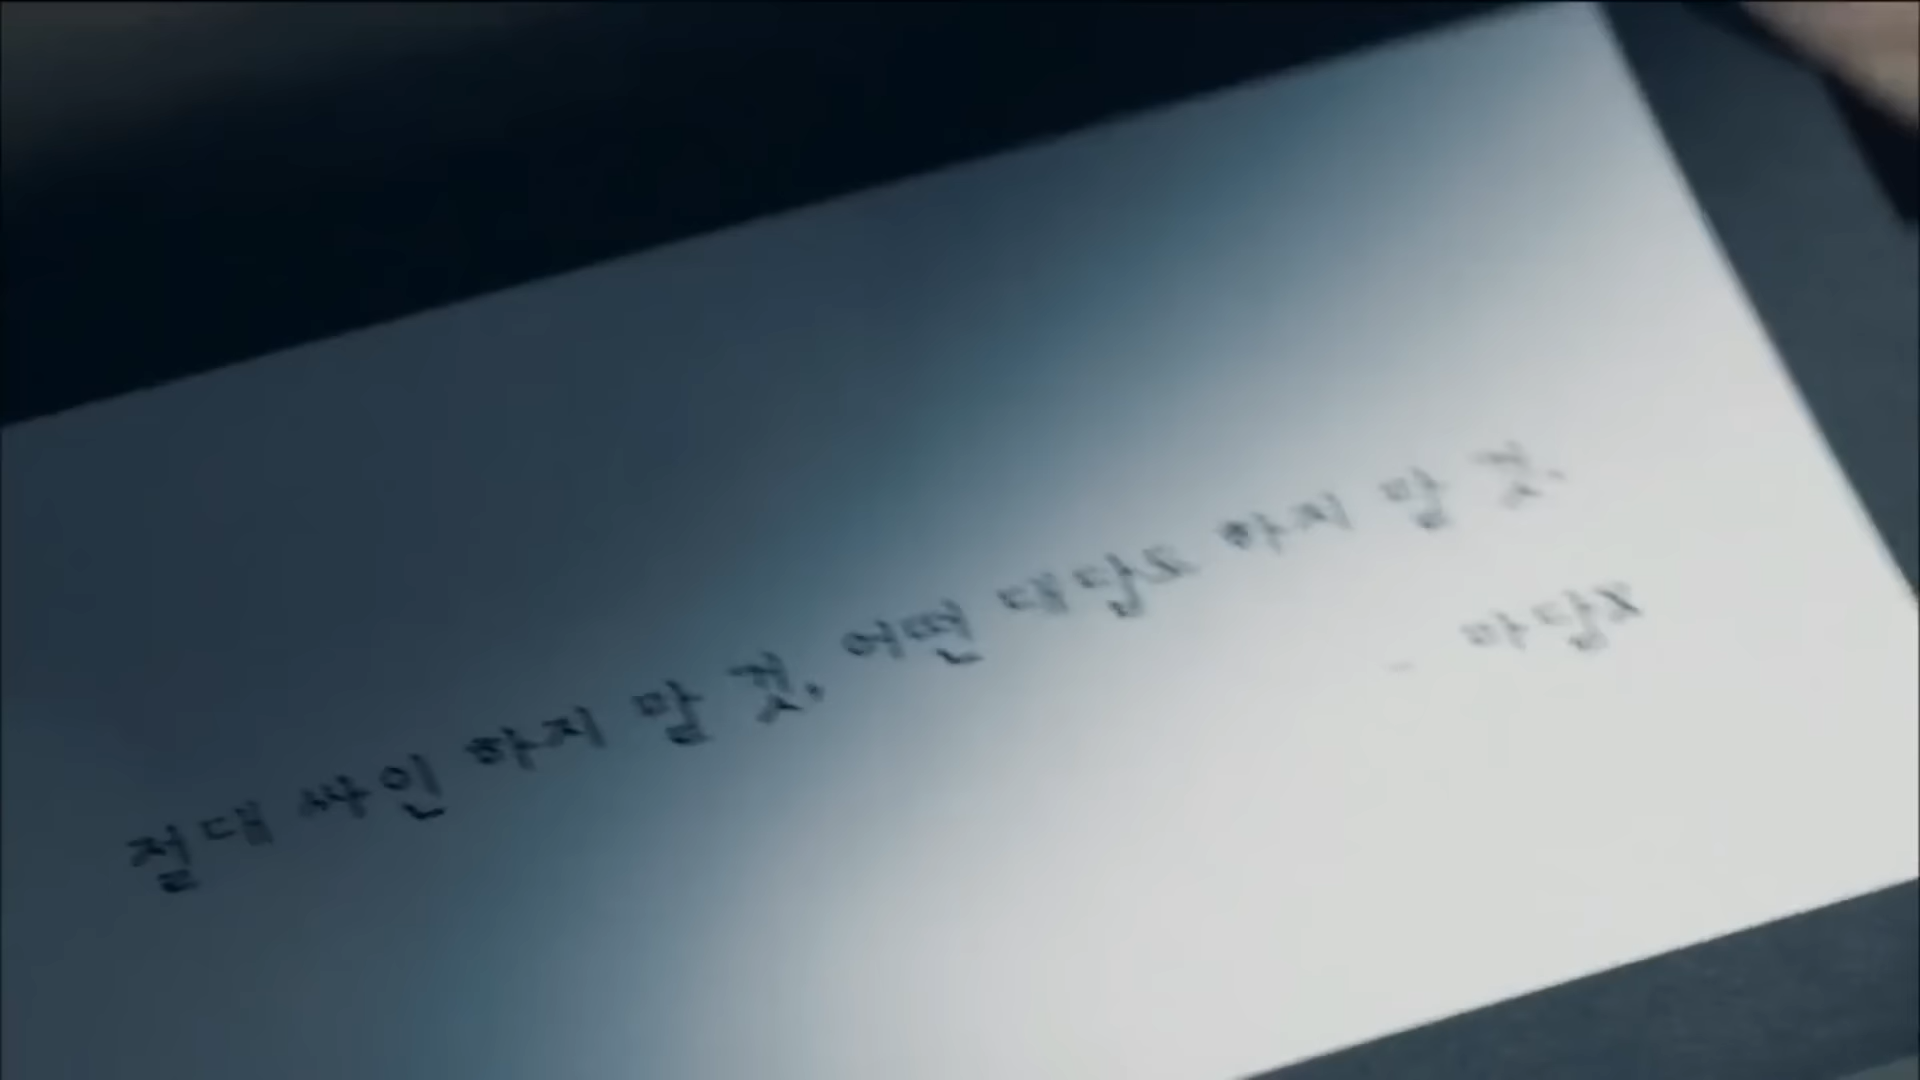 절대 싸인 하지 말 것, 어떤 대답도 하지 말 것.
- 마담X